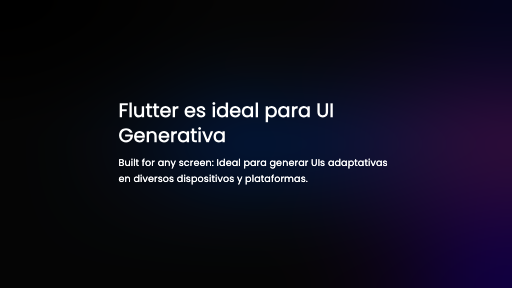 Flutter es ideal para UI
Generativa
Built for any screen: Ideal para generar UIs adaptativas
en diversos dispositivos y plataformas.